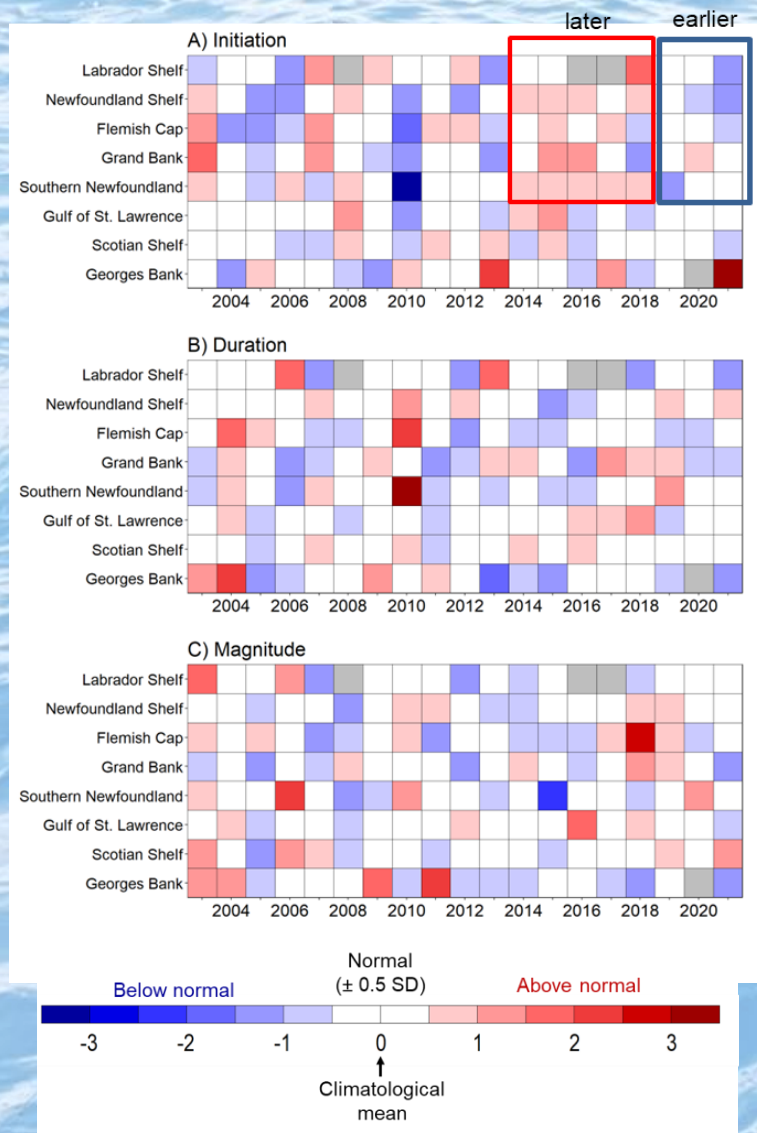 later
earlier
A) Initiation
Labrador Shelf
Newfoundland Shelf
Flemish Cap
Grand Bank
Southern Newfoundland
Gulf of St. Lawrence
Scotian Shelf
Georges Bank
2004 2006 2008 2010 2012 2014 2016 2018 2020
B) Duration
Labrador Shelf
Newfoundland Shelf
Flemish Cap
Grand Bank
Southern Newfoundland
Gulf of St. Lawrence
Scotian Shelf
Georges Bank
2004 2006 2008 2010 2012 2014 2016 2018 2020
C) Magnitude
Labrador Shelf
Newfoundland Shelf
Flemish Cap
Grand Bank
Southern Newfoundland
Gulf of St. Lawrence
Scotian Shelf
Georges Bank
2004 2006 2008 2010 2012 2014 2016 2018 2020
Normal
Below normal (± 0.5 SD) Above normal
-3 -2 -1 0 1 2 3
Climatological
mean